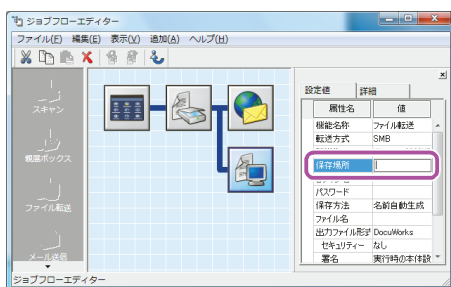 ジョブフローエディター
ファイル(F) 編集(E) 表示(V) 追加(A) ヘルプ(H)
スキャン
親展ボックス
ファイル転送
メール送信
設定値 詳細
属性名 値
機能名称 ファイル転送
転送方式 SMB
保存場所
パスワード
保存方法 名前自動生成
ファイル名
出力ファイル形式 DocuWorks
セキュリティー なし
署名 実行時の本体設
ジョブフローエディター